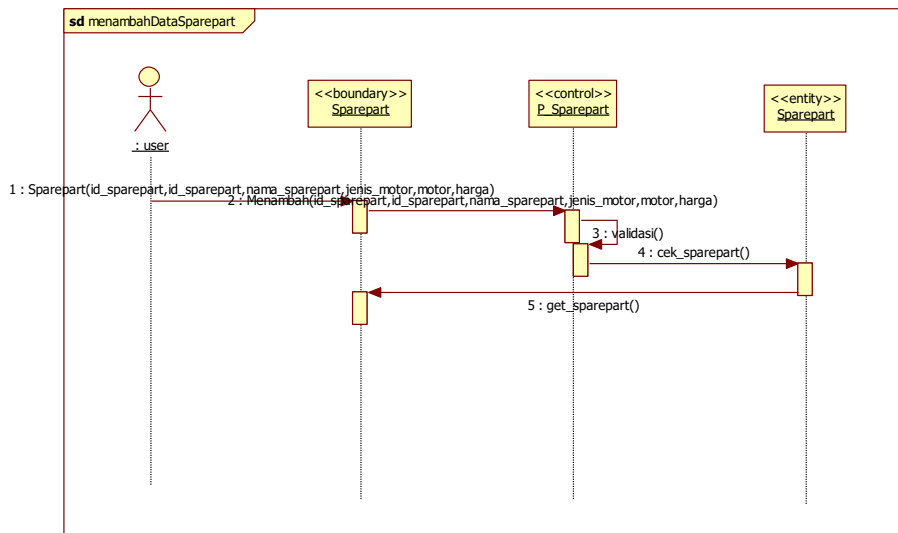 sd menambahDataSparepart
<<boundary>>
Sparepart
<<control>>
P_Sparepart
<<entity>>
Sparepart
: user
1 : Sparepart(id_sparepart,id_sparepart,nama_sparepart,jenis_motor,motor,harga)
2 : Menambah(id_sparepart,id_sparepart,nama_sparepart,jenis_motor,motor,harga)
3 : validasi()
4 : cek_sparepart()
5 : get_sparepart()